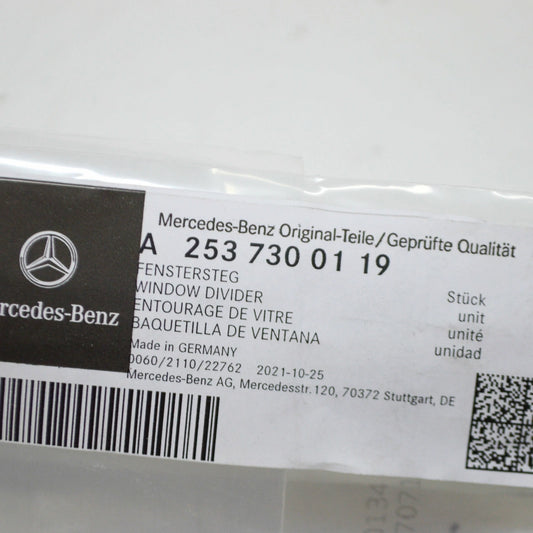 Mercedes-Benz Original-Teile/Geprüfte Qualität
A 253 730 01 19
FENSTERSTEG
WINDOW DIVIDER
ENTOURAGE DE VITRE
BAQUETILLA DE VENTANA
Stück
unit
unité
unidad
Made in GERMANY
0060/2110/22762 2021-10-25
Mercedes-Benz AG, Mercedesstr.120, 70372 Stuttgart, DE
rcedes-Benz